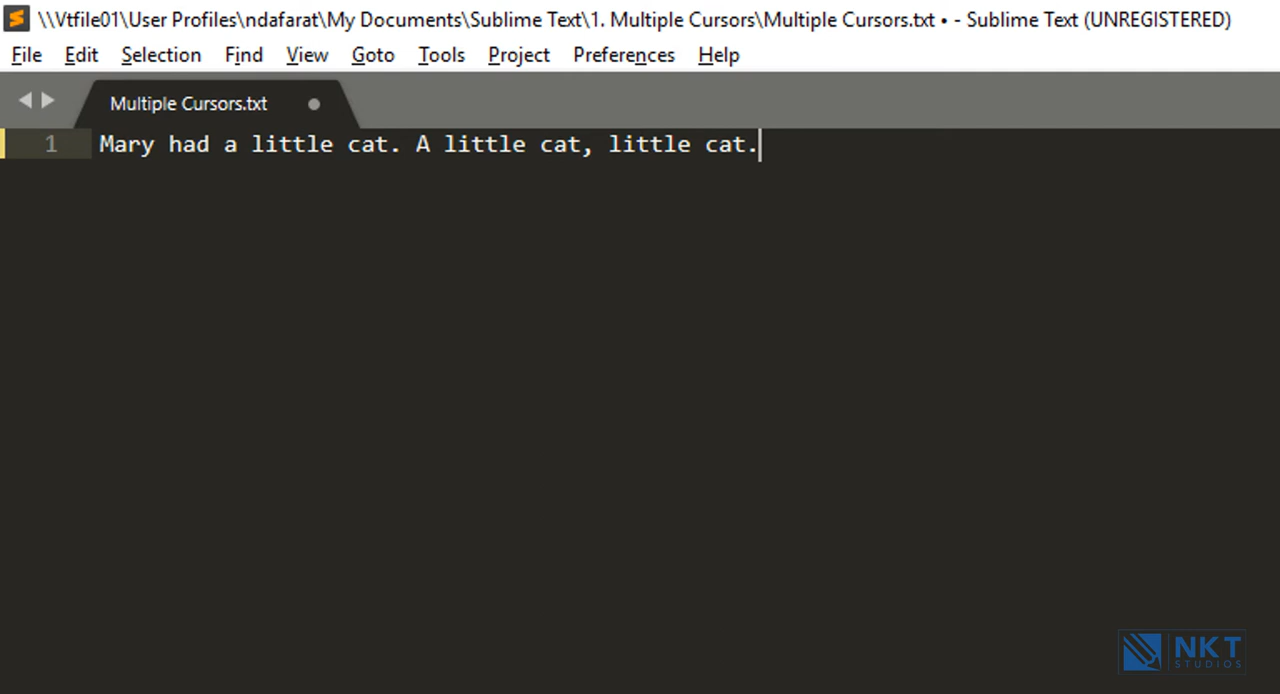 \\Vtfile01\User Profiles\ndafarat\My Documents\Sublime Text\1. Multiple Cursors\Multiple Cursors.txt • - Sublime Text (UNREGISTERED)
File Edit Selection Find View Goto Tools Project Preferences Help
Multiple Cursors.txt
1 Mary had a little cat. A little cat, little cat.
NKT
STUDIOS